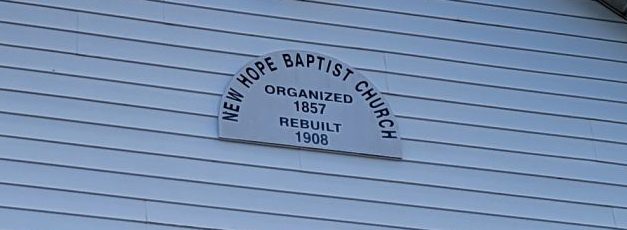 NEW HOPE BAPTIST CHURCH
ORGANIZED
1857
REBUILT
1908